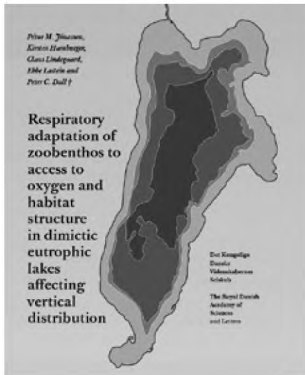 Pétur M. Jónasson,
Kirsten Hamburger,
Claus Lindegaard,
Ebbe Lastein and
Peter C. Dall †
Respiratory
adaptation of
zoobenthos to
access to
oxygen and
habitat
structure
in dimictic
eutrophic
lakes
affecting
vertical
distribution
Det Kongelige
Danske
Videnskabernes
Selskab
The Royal Danish
Academy of
Sciences
and Letters